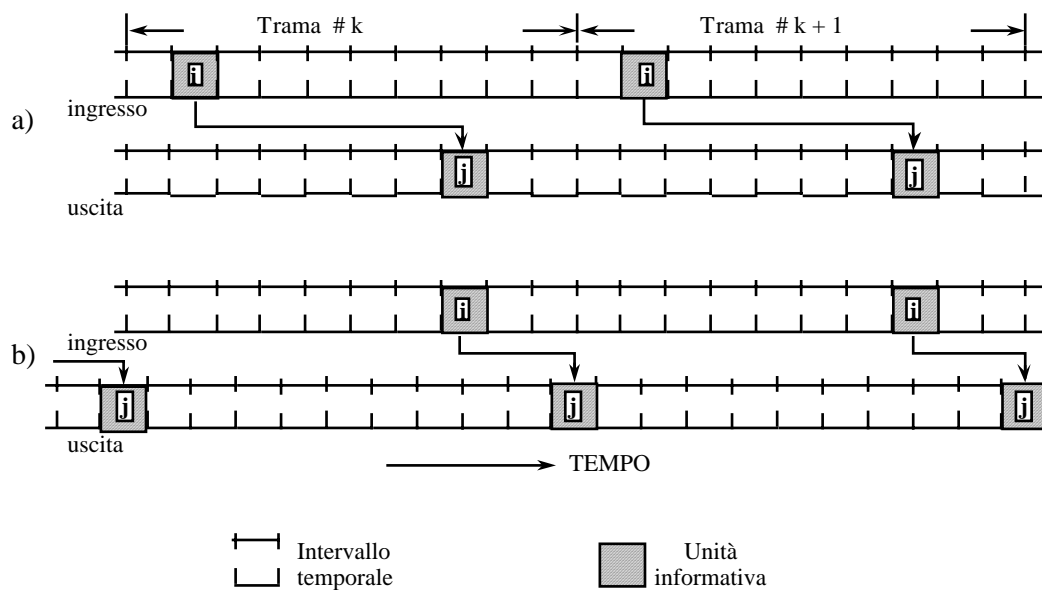 Trama # k
Trama # k + 1
i
i
ingresso
a)
j
j
uscita
i
i
ingresso
b)
j
j
j
uscita
TEMPO
Intervallo
temporale
Unità
informativa